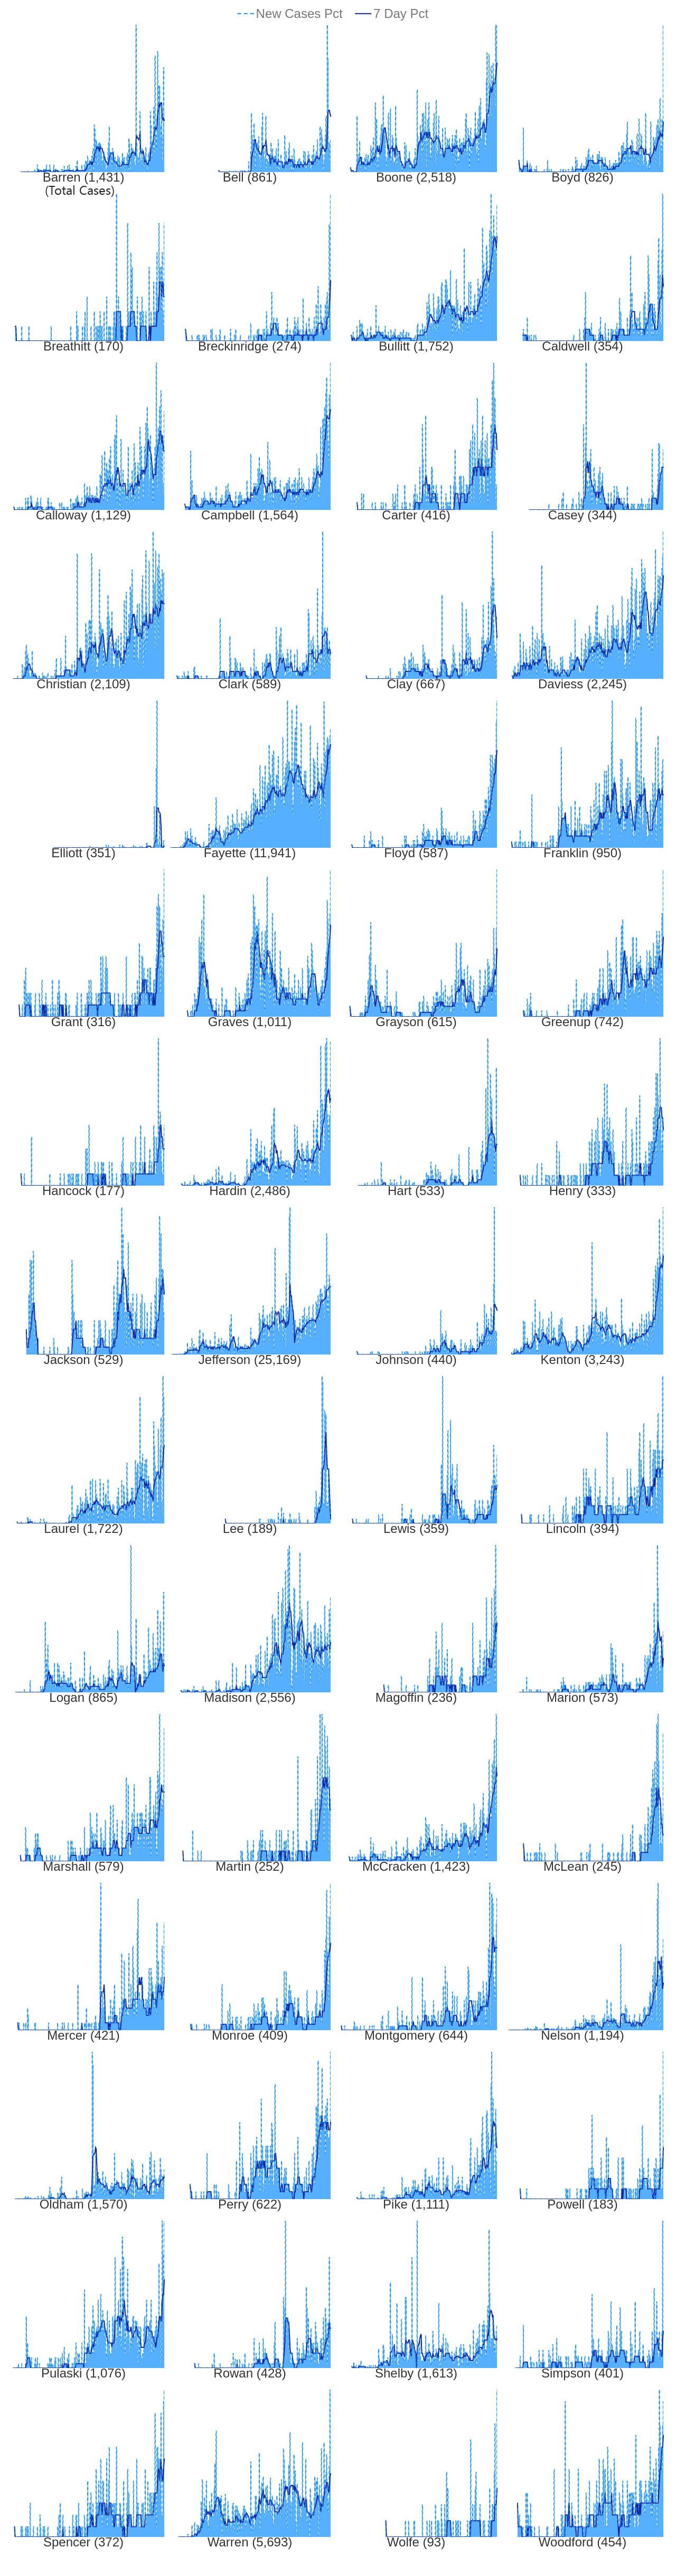 New Cases Pct 7 Day Pct
Barren (1,431) Bell (861) Boone (2,518) Boyd (826)
(Total Cases)
Breathitt (170) Breckinridge (274) Bullitt (1,752) Caldwell (354)
Calloway (1,129) Campbell (1,564) Carter (416) Casey (344)
Christian (2,109) Clark (589) Clay (667) Daviess (2,245)
Elliott (351) Fayette (11,941) Floyd (587) Franklin (950)
Grant (316) Graves (1,011) Grayson (615) Greenup (742)
Hancock (177) Hardin (2,486) Hart (533) Henry (333)
Jackson (529) Jefferson (25,169) Johnson (440) Kenton (3,243)
Laurel (1,722) Lee (189) Lewis (359) Lincoln (394)
Logan (865) Madison (2,556) Magoffin (236) Marion (573)
Marshall (579) Martin (252) McCracken (1,423) McLean (245)
Mercer (421) Monroe (409) Montgomery (644) Nelson (1,194)
Oldham (1,570) Perry (622) Pike (1,111) Powell (183)
Pulaski (1,076) Rowan (428) Shelby (1,613) Simpson (401)
Spencer (372) Warren (5,693) Wolfe (93) Woodford (454)